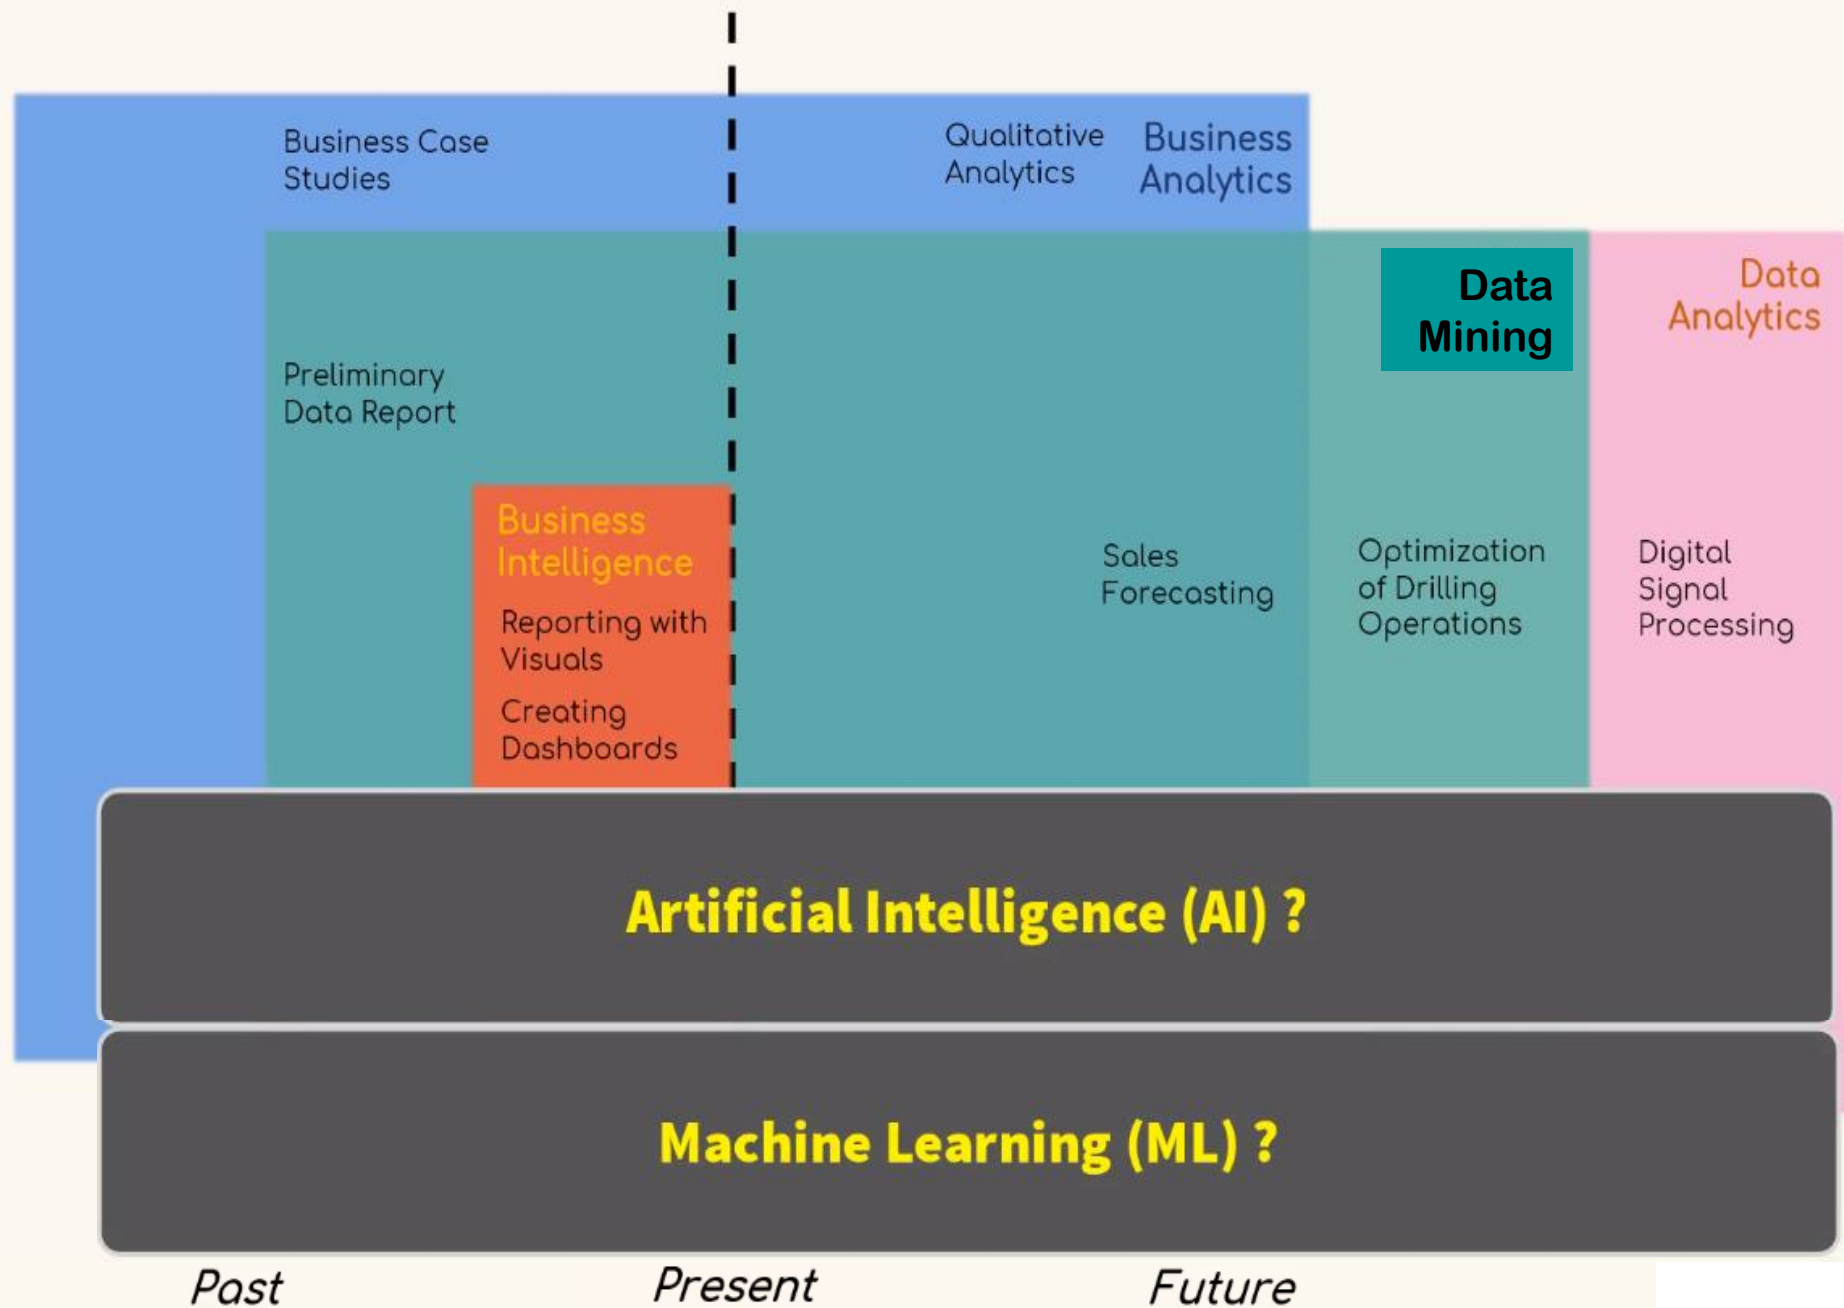 Business Case
Studies
Qualitative
Analytics
Business
Analytics
Data
Mining
Data
Analytics
Preliminary
Data Report
Business
Intelligence
Reporting with
Visuals
Creating
Dashboards
Sales
Forecasting
Optimization
of Drilling
Operations
Digital
Signal
Processing
Artificial Intelligence (AI) ?
Machine Learning (ML) ?
Past
Present
Future